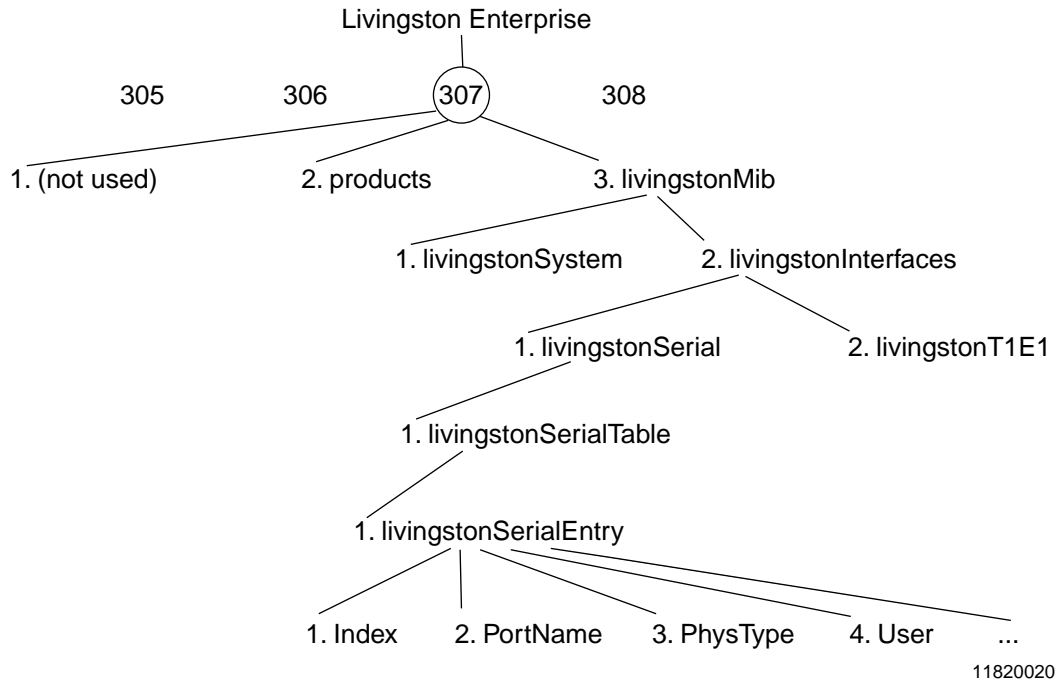 Livingston Enterprise
305 306 307 308
1. (not used) 2. products 3. livingstonMib
1. livingstonSystem 2. livingstonInterfaces
1. livingstonSerial 2. livingstonT1E1
1. livingstonSerialTable
1. livingstonSerialEntry
1. Index 2. PortName 3. PhysType 4. User ...
11820020